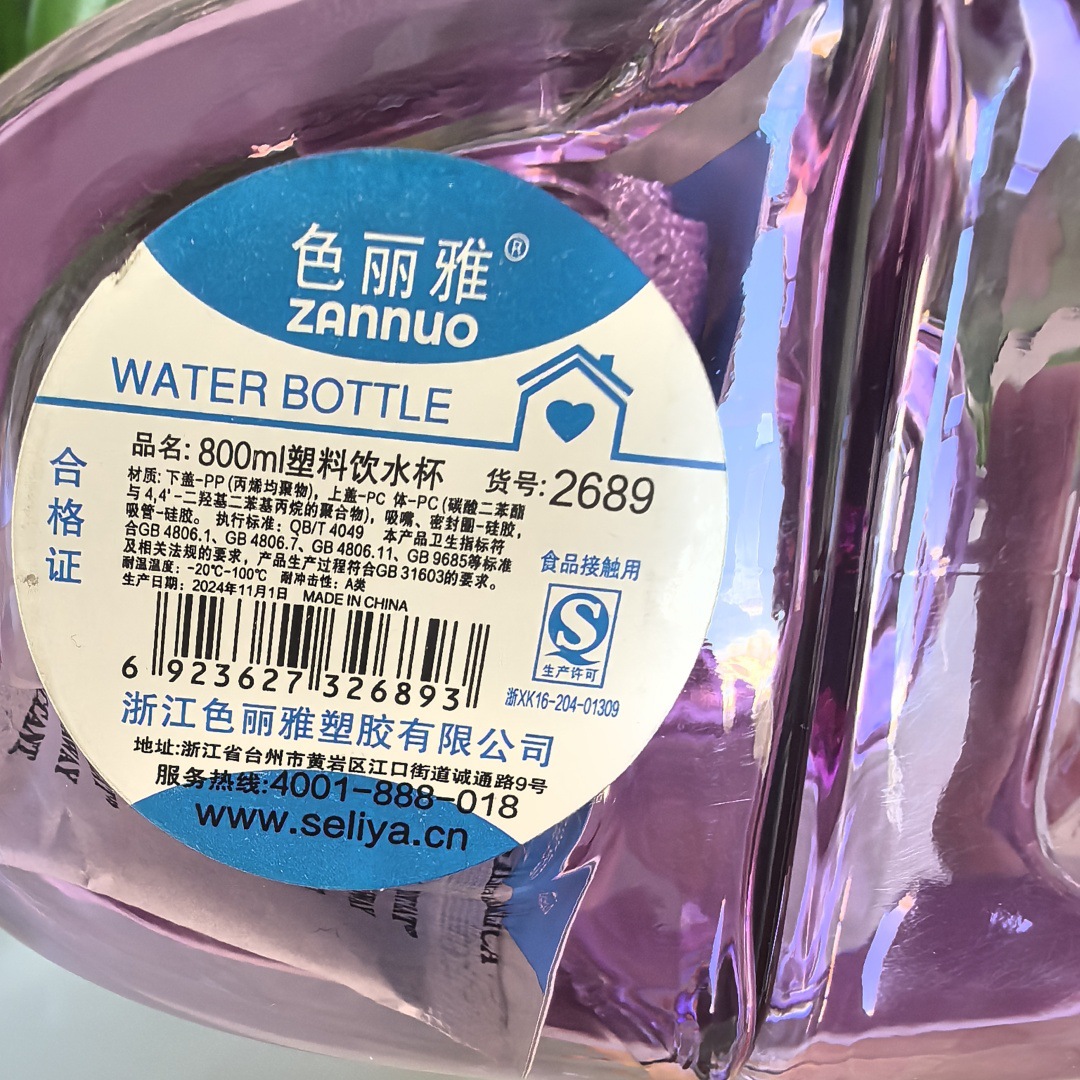 色丽雅®
ZANNUO
WATER BOTTLE
合格证
品名: 800ml塑料饮水杯
货号: 2689
材质: 下盖-PP (丙烯均聚物), 上盖-PC 体-PC (碳酸二苯酯
与 4,4'-二羟基二苯基丙烷的聚合物), 吸嘴、密封圈-硅胶,
吸管-硅胶。 执行标准: QB/T 4049 本产品卫生指标符
合GB 4806.1、GB 4806.7、GB 4806.11、GB 9685等标准
及相关法规的要求, 产品生产过程符合GB 31603的要求。
耐温温度: -20℃-100℃ 耐冲击性: A类
生产日期: 2024年11月1日 MADE IN CHINA
食品接触用
生产许可
浙XK16-204-01309
6 923627 326893
浙江色丽雅塑胶有限公司
地址:浙江省台州市黄岩区江口街道诚通路9号
服务热线:4001-888-018
www.seliya.cn